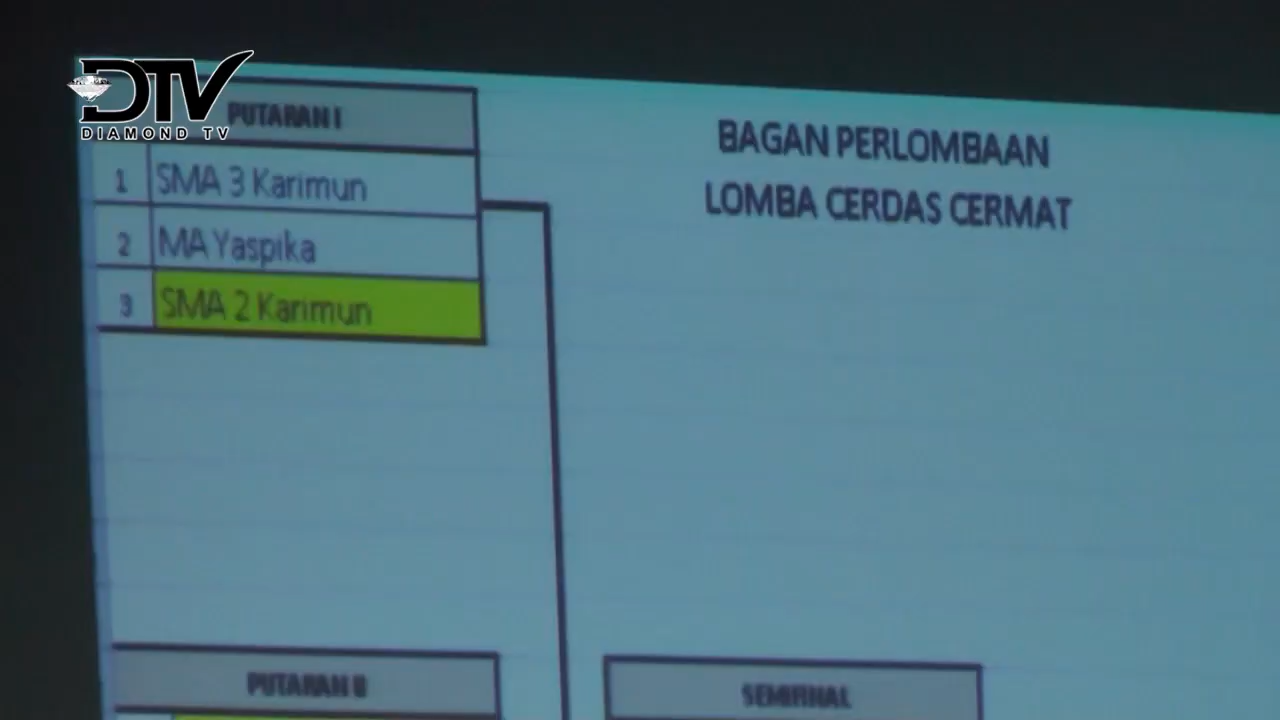 DTV
DIAMOND TV
PUTARAN I
1 SMA 3 Karimun
2 MA Yaspika
3 SMA 2 Karimun
BAGAN PERLOMBAAN
LOMBA CERDAS CERMAT
PUTARAN II
SEMIFINAL